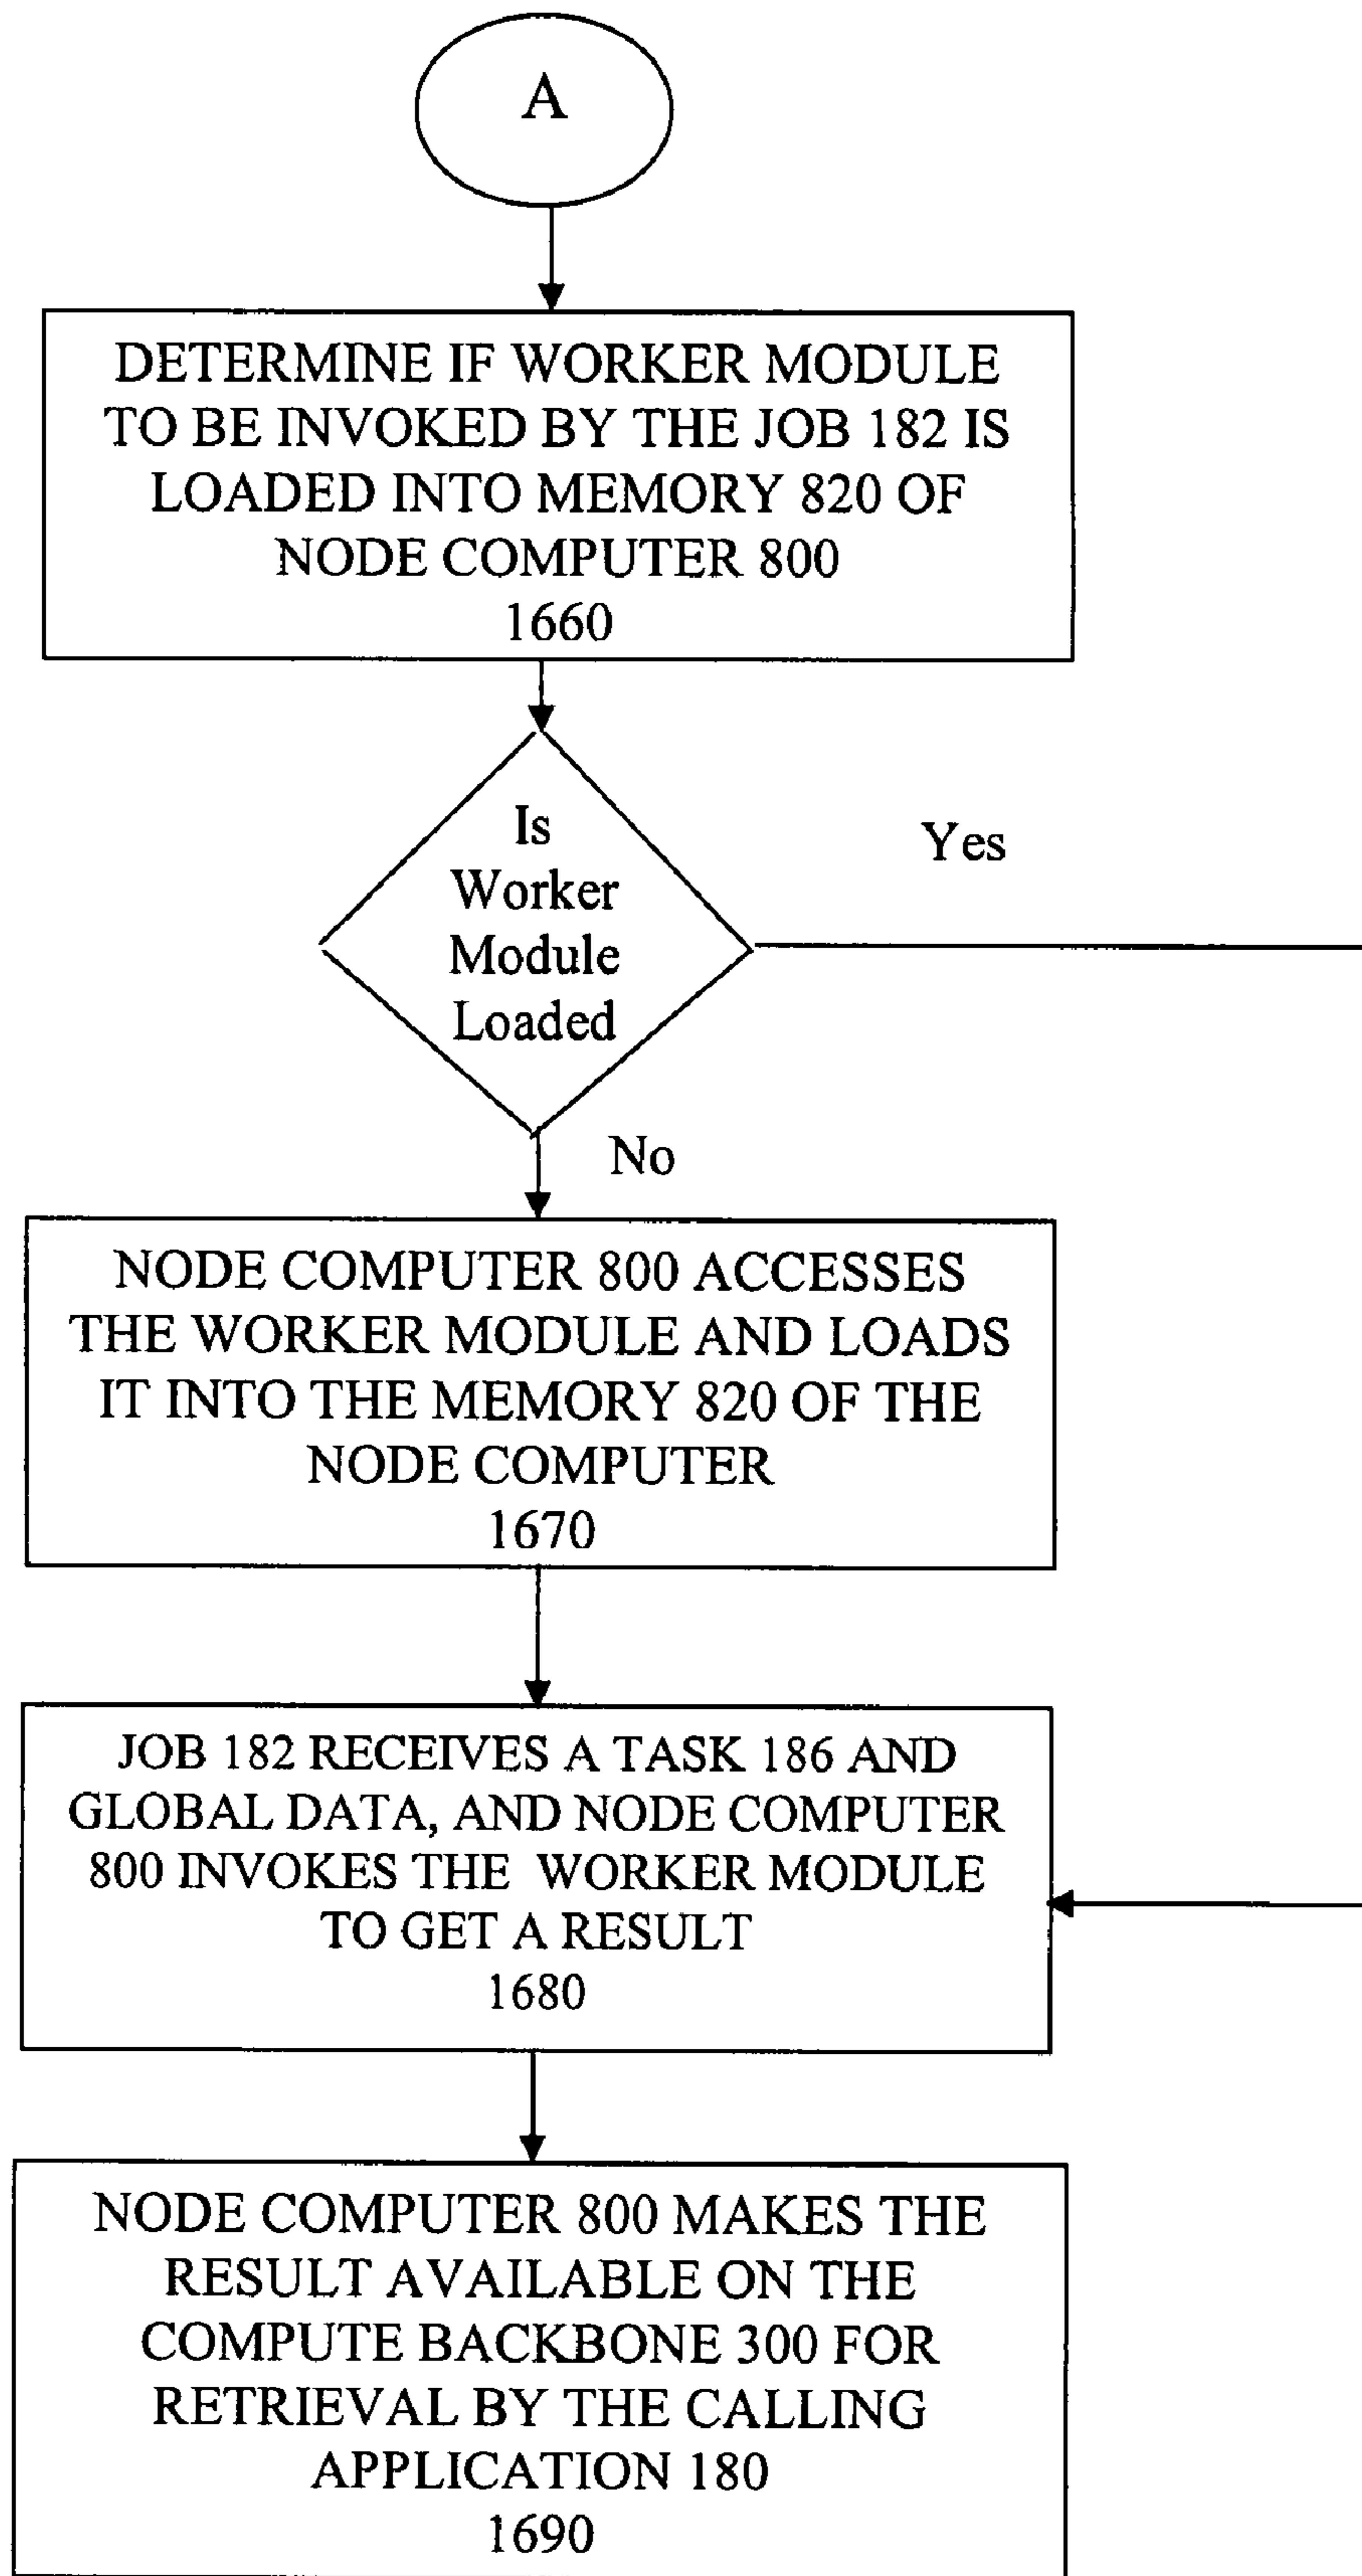 A
DETERMINE IF WORKER MODULE
TO BE INVOKED BY THE JOB 182 IS
LOADED INTO MEMORY 820 OF
NODE COMPUTER 800
1660
Is
Worker
Module
Loaded
Yes
No
NODE COMPUTER 800 ACCESSES
THE WORKER MODULE AND LOADS
IT INTO THE MEMORY 820 OF THE
NODE COMPUTER
1670
JOB 182 RECEIVES A TASK 186 AND
GLOBAL DATA, AND NODE COMPUTER
800 INVOKES THE WORKER MODULE
TO GET A RESULT
1680
NODE COMPUTER 800 MAKES THE
RESULT AVAILABLE ON THE
COMPUTE BACKBONE 300 FOR
RETRIEVAL BY THE CALLING
APPLICATION 180
1690